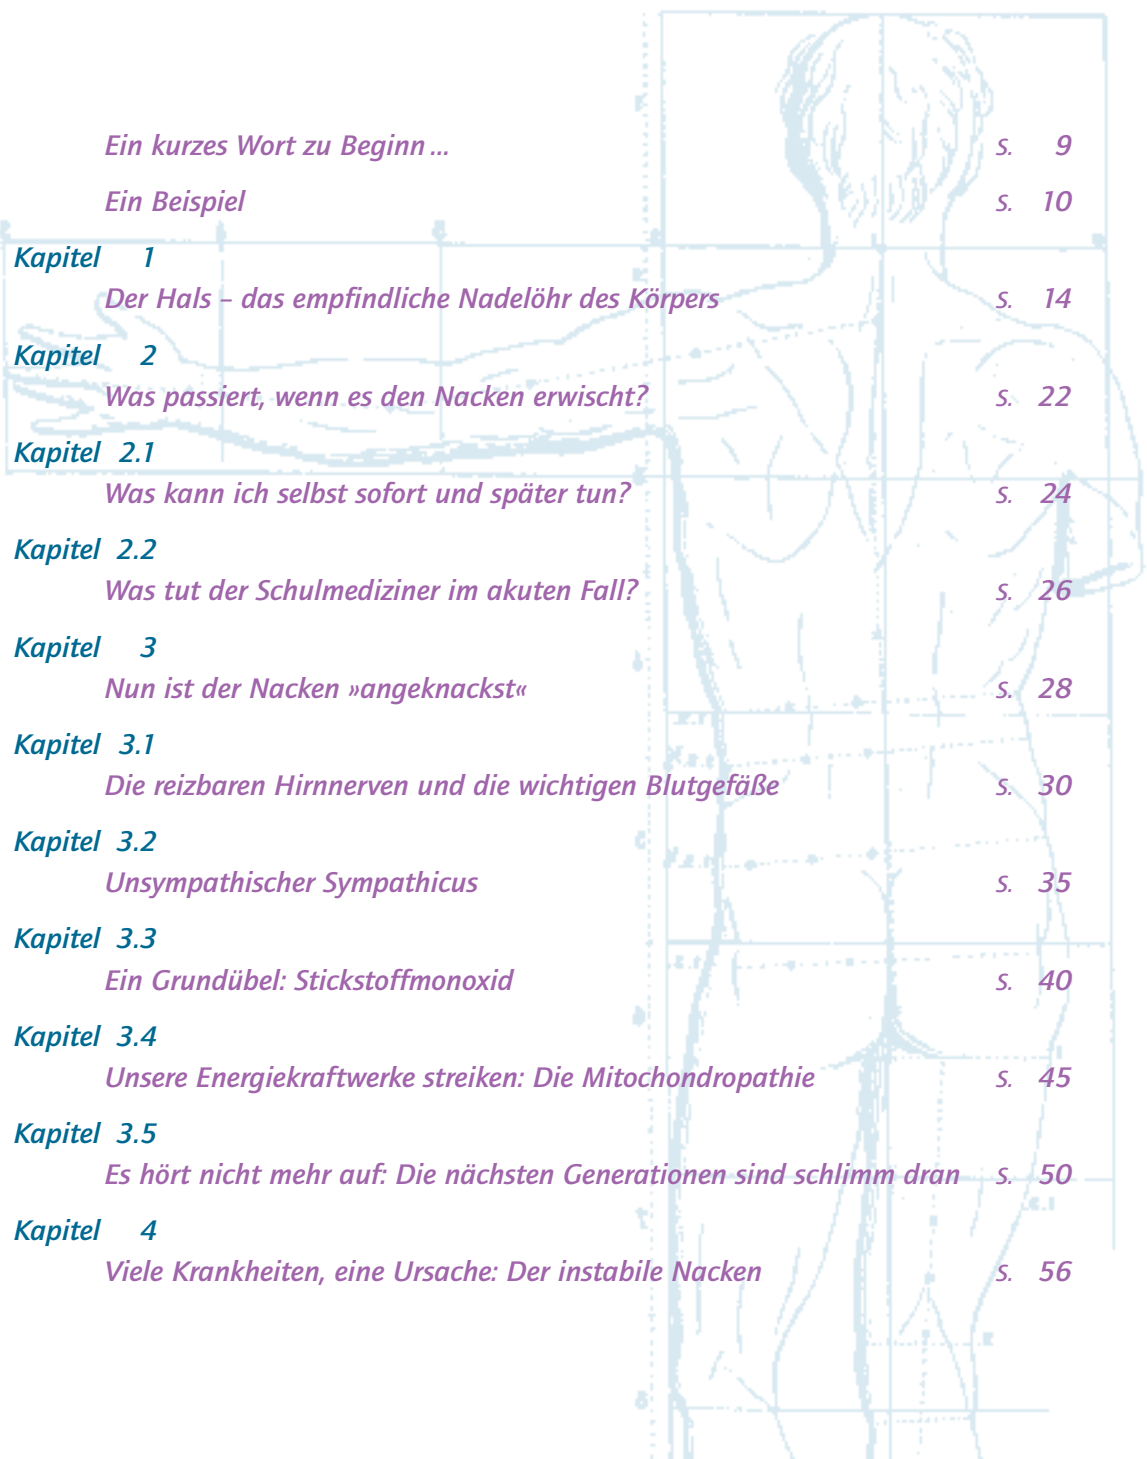 Ein kurzes Wort zu Beginn ... S. 9
Ein Beispiel S. 10
Kapitel 1
Der Hals – das empfindliche Nadelöhr des Körpers S. 14
Kapitel 2
Was passiert, wenn es den Nacken erwischt? S. 22
Kapitel 2.1
Was kann ich selbst sofort und später tun? S. 24
Kapitel 2.2
Was tut der Schulmediziner im akuten Fall? S. 26
Kapitel 3
Nun ist der Nacken »angeknackst« S. 28
Kapitel 3.1
Die reizbaren Hirnnerven und die wichtigen Blutgefäße S. 30
Kapitel 3.2
Unsympathischer Sympathicus S. 35
Kapitel 3.3
Ein Grundübel: Stickstoffmonoxid S. 40
Kapitel 3.4
Unsere Energiekraftwerke streiken: Die Mitochondropathie S. 45
Kapitel 3.5
Es hört nicht mehr auf: Die nächsten Generationen sind schlimm dran S. 50
Kapitel 4
Viele Krankheiten, eine Ursache: Der instabile Nacken S. 56